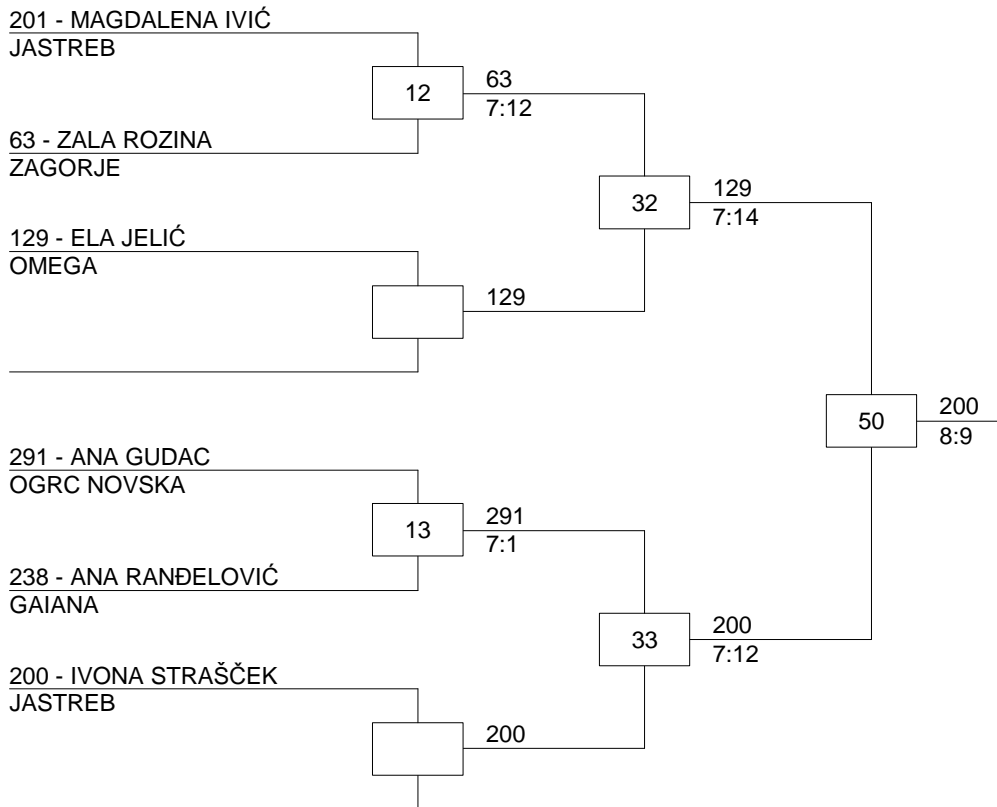 201 - MAGDALENA IVIĆ
JASTREB
12
63
7:12
63 - ZALA ROZINA
ZAGORJE
32
129
7:14
129 - ELA JELIĆ
OMEGA
129
50
200
8:9
291 - ANA GUDAC
OGRC NOVSKA
13
291
7:1
238 - ANA RANĐELOVIĆ
GAIANA
33
200
7:12
200 - IVONA STRAŠČEK
JASTREB
200